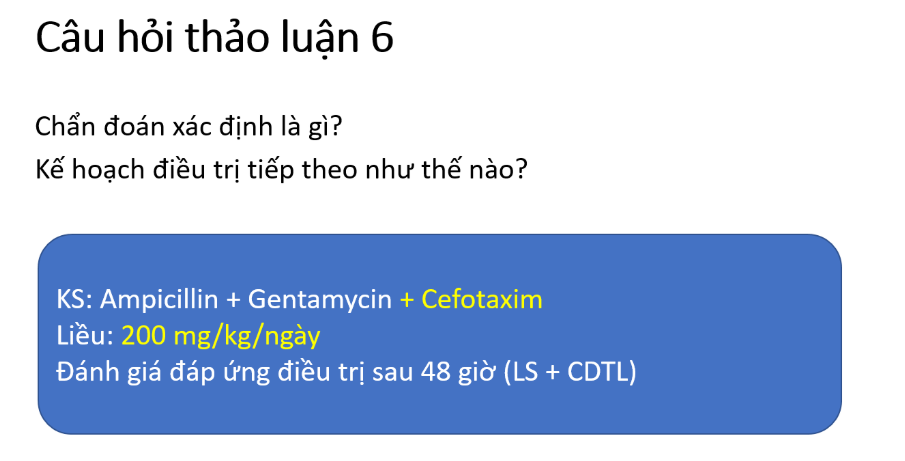 Câu hỏi thảo luận 6
Chẩn đoán xác định là gì?
Kế hoạch điều trị tiếp theo như thế nào?
KS: Ampicillin + Gentamycin + Cefotaxim
Liều: 200 mg/kg/ngày
Đánh giá đáp ứng điều trị sau 48 giờ (LS + CDTL)